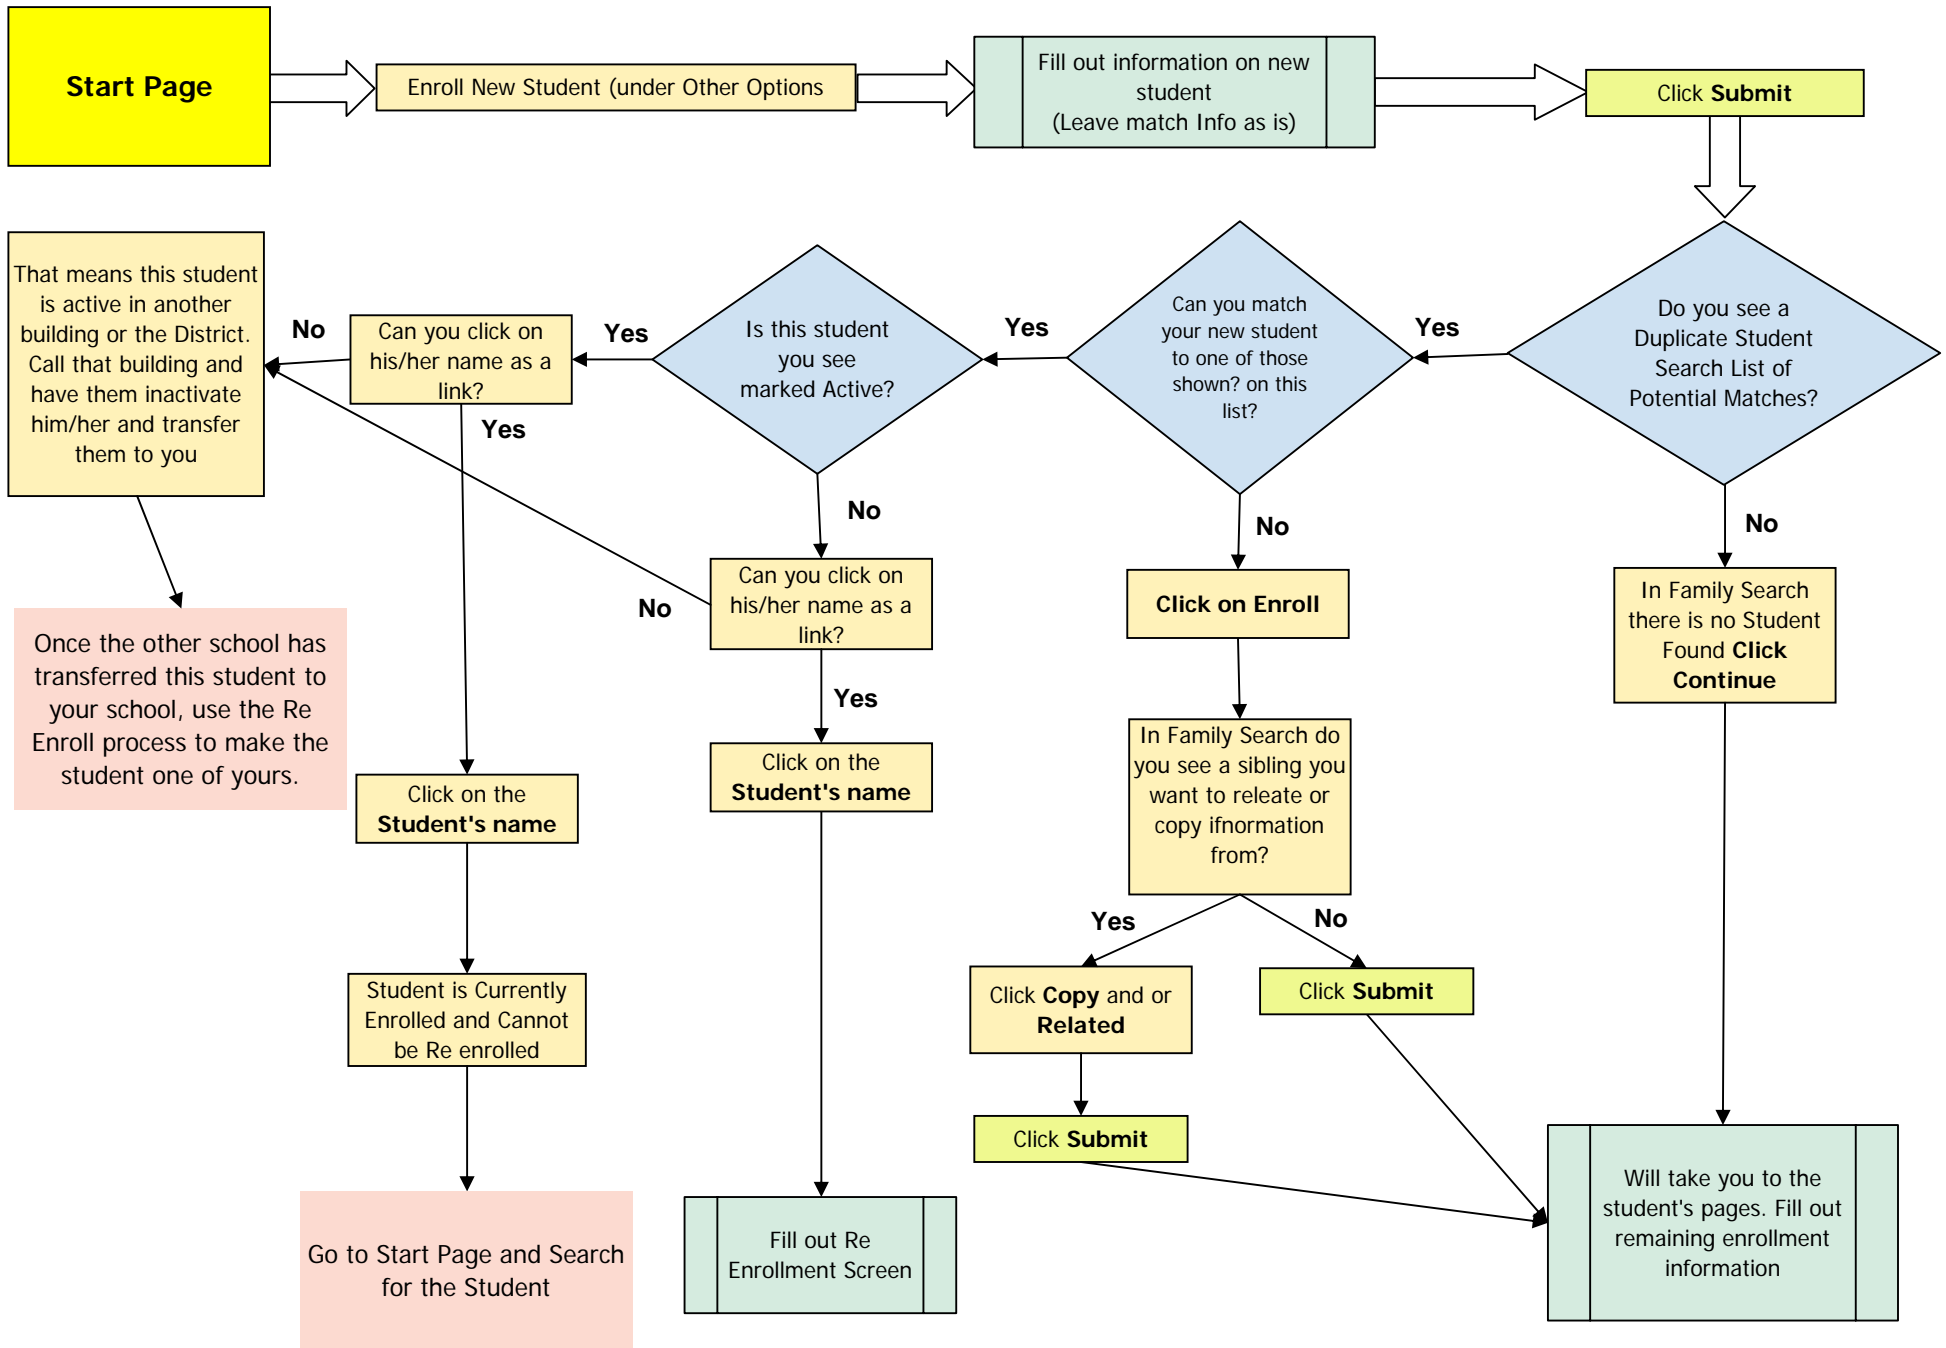 Start Page
Enroll New Student (under Other Options
Fill out information on new
student
(Leave match Info as is)
Click Submit
Do you see a
Duplicate Student
Search List of
Potential Matches?
Yes
No
Can you match
your new student
to one of those
shown? on this
list?
Yes
No
Is this student
you see
marked Active?
Yes
No
Can you click on
his/her name as a
link?
No
Yes
That means this student
is active in another
building or the District.
Call that building and
have them inactivate
him/her and transfer
them to you
Once the other school has
transferred this student to
your school, use the Re
Enroll process to make the
student one of yours.
Click on the
Student's name
Student is Currently
Enrolled and Cannot
be Re enrolled
Go to Start Page and Search
for the Student
Can you click on
his/her name as a
link?
No
Yes
Click on the
Student's name
Fill out Re
Enrollment Screen
Click on Enroll
In Family Search do
you see a sibling you
want to releate or
copy ifnormation
from?
Yes
No
Click Copy and or
Related
Click Submit
Click Submit
In Family Search
there is no Student
Found Click
Continue
Will take you to the
student's pages. Fill out
remaining enrollment
information